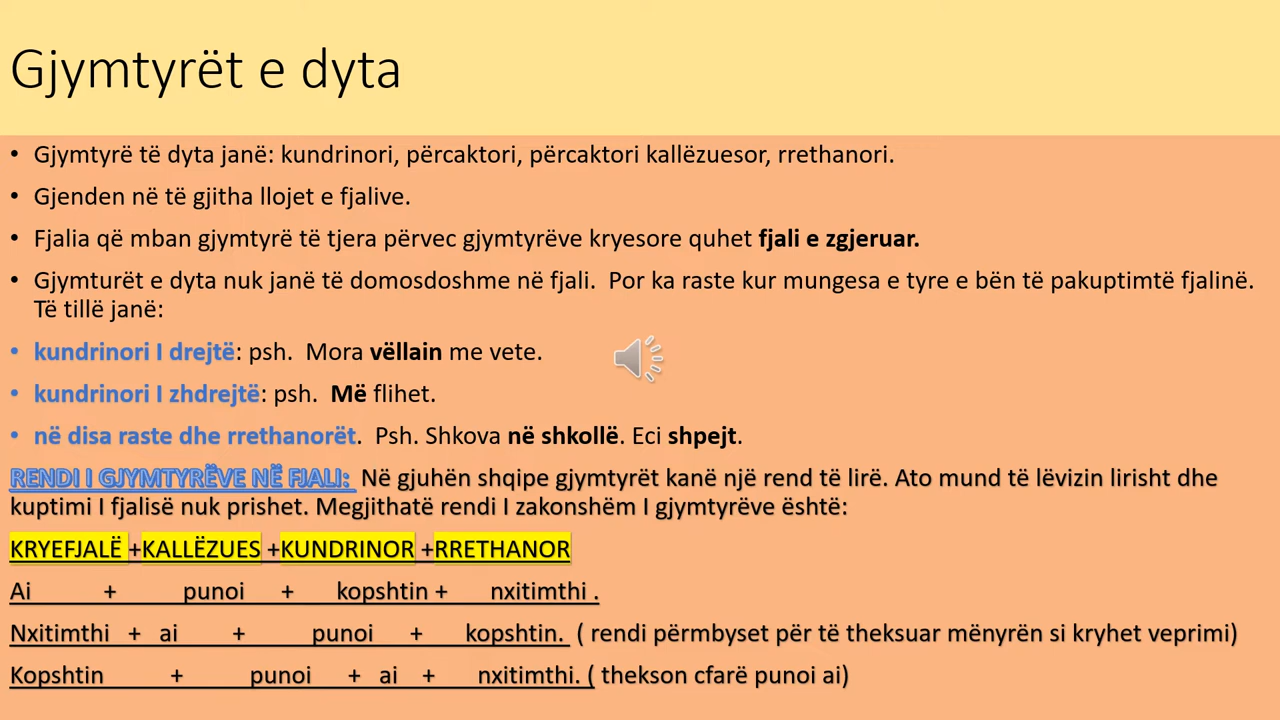 Gjymtyrët e dyta
• Gjymtyrë të dyta janë: kundrinori, përcaktori, përcaktori kallëzuesor, rrethanori.
• Gjenden në të gjitha llojet e fjalive.
• Fjalia që mban gjymtyrë të tjera përvec gjymtyrëve kryesore quhet fjali e zgjeruar.
• Gjymturët e dyta nuk janë të domosdoshme në fjali.  Por ka raste kur mungesa e tyre e bën të pakuptimtë fjalinë.
Të tillë janë:
• kundrinori I drejtë: psh.  Mora vëllain me vete.
• kundrinori I zhdrejtë: psh.  Më flihet.
• në disa raste dhe rrethanorët.  Psh. Shkova në shkollë. Eci shpejt.
RENDI I GJYMTYRËVE NË FJALI:  Në gjuhën shqipe gjymtyrët kanë një rend të lirë. Ato mund të lëvizin lirisht dhe
kuptimi I fjalisë nuk prishet. Megjithatë rendi I zakonshëm I gjymtyrëve është:
KRYEFJALË +KALLËZUES +KUNDRINOR +RRETHANOR
Ai + punoi + kopshtin + nxitimthi .
Nxitimthi + ai + punoi + kopshtin. ( rendi përmbyset për të theksuar mënyrën si kryhet veprimi)
Kopshtin + punoi + ai + nxitimthi. ( thekson cfarë punoi ai)